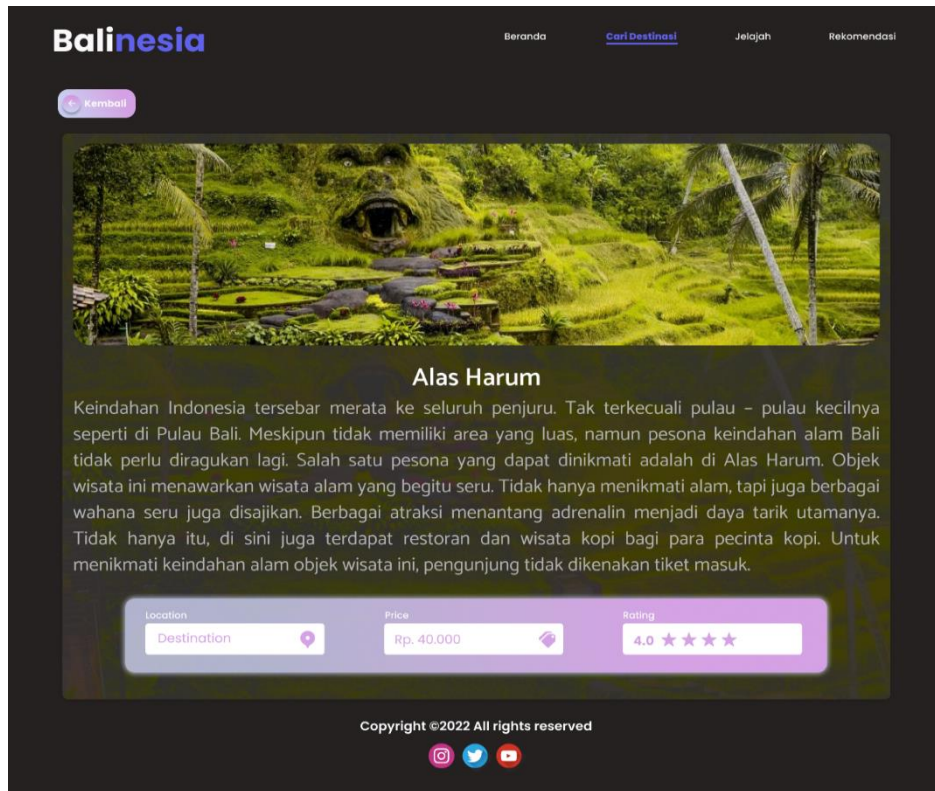 Balinesia
Beranda Cari Destinasi Jelajah Rekomendasi
Kembali
Alas Harum
Keindahan Indonesia tersebar merata ke seluruh penjuru. Tak terkecuali pulau – pulau kecilnya
seperti di Pulau Bali. Meskipun tidak memiliki area yang luas, namun pesona keindahan alam Bali
tidak perlu diragukan lagi. Salah satu pesona yang dapat dinikmati adalah di Alas Harum. Objek
wisata ini menawarkan wisata alam yang begitu seru. Tidak hanya menikmati alam, tapi juga berbagai
wahana seru juga disajikan. Berbagai atraksi menantang adrenalin menjadi daya tarik utamanya.
Tidak hanya itu, di sini juga terdapat restoran dan wisata kopi bagi para pecinta kopi. Untuk
menikmati keindahan alam objek wisata ini, pengunjung tidak dikenakan tiket masuk.
Location Price Rating
Destination Rp. 40.000 4.0
Copyright ©2022 All rights reserved